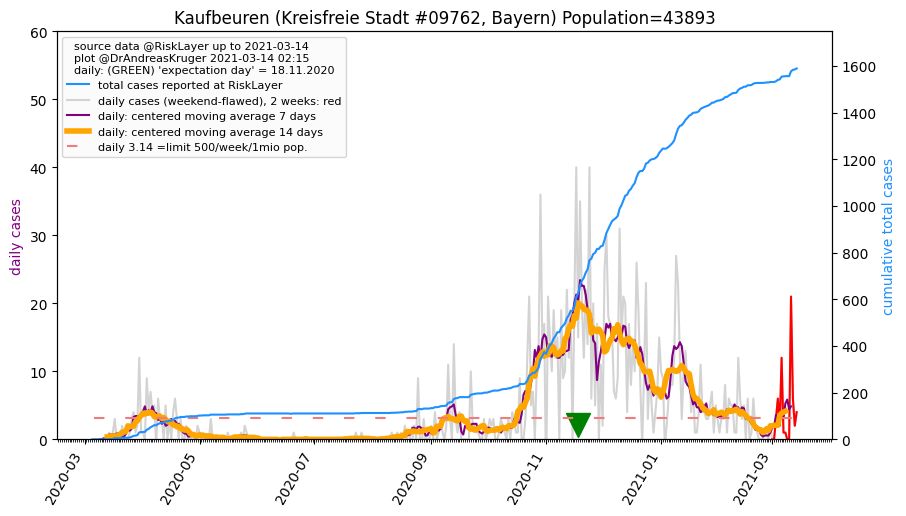 Kaufbeuren (Kreisfreie Stadt #09762, Bayern) Population=43893
source data @RiskLayer up to 2021-03-14
plot @DrAndreasKruger 2021-03-14 02:15
daily: (GREEN) 'expectation day' = 18.11.2020
total cases reported at RiskLayer
daily cases (weekend-flawed), 2 weeks: red
daily: centered moving average 7 days
daily: centered moving average 14 days
daily 3.14 =limit 500/week/1mio pop.
daily cases
60
50
40
30
20
10
0
1600
1400
1200
1000
800
600
400
200
0
cumulative total cases
2020-03
2020-05
2020-07
2020-09
2020-11
2021-01
2021-03